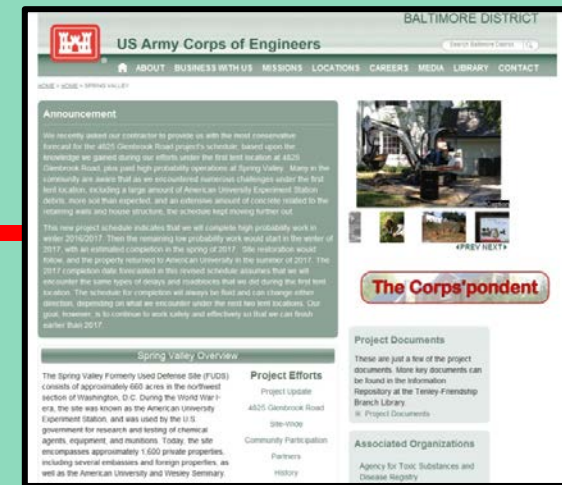 BALTIMORE DISTRICT
US Army Corps of Engineers
Search Baltimore District
ABOUT BUSINESS WITH US MISSIONS LOCATIONS CAREERS MEDIA LIBRARY CONTACT
HOME > HOME > SPRING VALLEY
Announcement
We recently asked our contractor to provide us with the most conservative
forecast for the 4825 Glenbrook Road project's schedule, based upon the
knowledge we gained during our efforts under the first tent location at 4825
Glenbrook Road, plus past high probability operations at Spring Valley. Many in the
community are aware that as we encountered numerous challenges under the first
tent location, including a large amount of American University Experiment Station
debris, more soil than expected, and an extensive amount of concrete related to the
retaining walls and house structure, the schedule kept moving further out.
This new project schedule indicates that we will complete high probability work in
winter 2016/2017. Then the remaining low probability work would start in the winter of
2017, with an estimated completion in the spring of 2017. Site restoration would
follow, and the property returned to American University in the summer of 2017. The
2017 completion date forecasted in this revised schedule assumes that we will
encounter the same types of delays and roadblocks that we did during the first tent
location. The schedule for completion will always be fluid and can change either
direction, depending on what we encounter under the next two tent locations. Our
goal, however, is to continue to work safely and effectively so that we can finish
earlier than 2017.
PREV NEXT
The Corps'pondent
Spring Valley Overview
The Spring Valley Formerly Used Defense Site (FUDS)
consists of approximately 660 acres in the northwest
section of Washington, D.C. During the World War I-
era, the site was known as the American University
Experiment Station, and was used by the U.S.
government for research and testing of chemical
agents, equipment, and munitions. Today, the site
encompasses approximately 1,600 private properties,
including several embassies and foreign properties, as
well as the American University and Wesley Seminary.
Project Efforts
Project Update
4825 Glenbrook Road
Site-Wide
Community Participation
Partners
History
Project Documents
These are just a few of the project
documents. More key documents can
be found in the Information
Repository at the Tenley-Friendship
Branch Library.
Project Documents
Associated Organizations
Agency for Toxic Substances and
Disease Registry